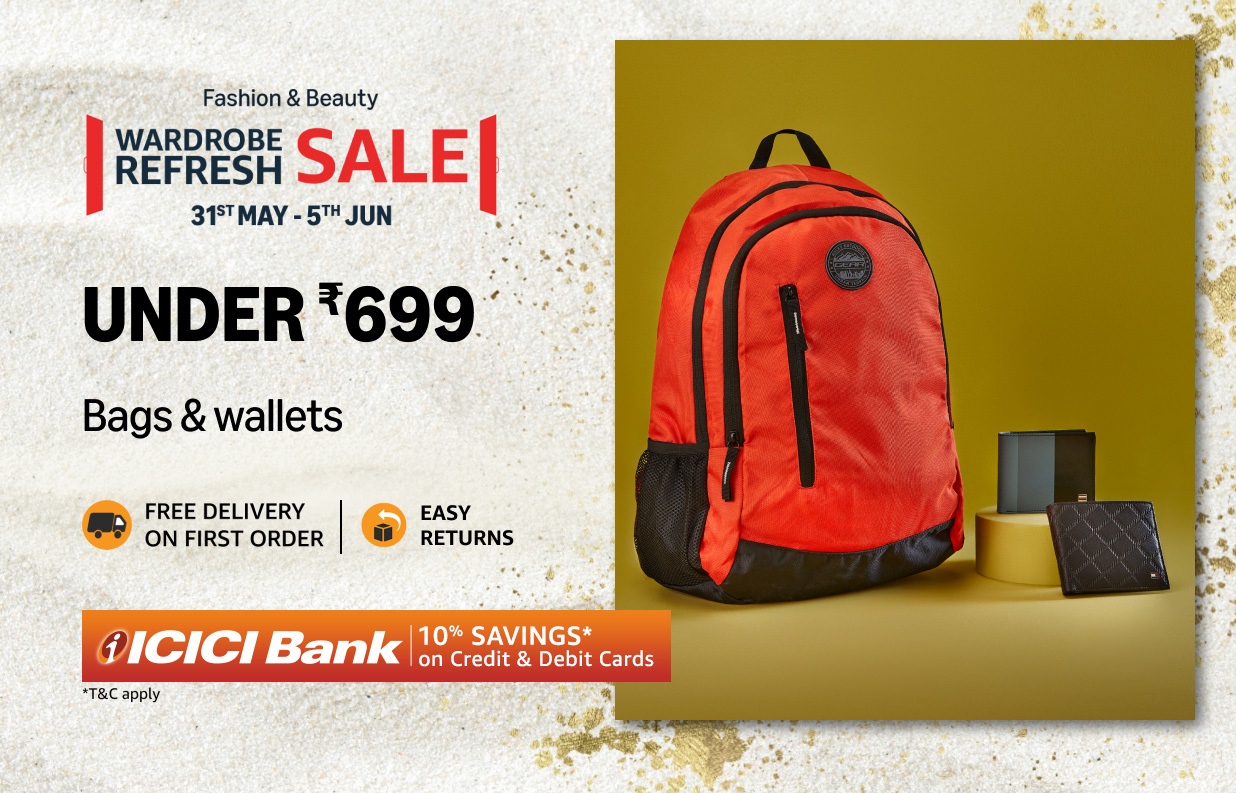 Fashion & Beauty
WARDROBE
REFRESH SALE
31ST MAY - 5TH JUN
UNDER ₹699
Bags & wallets
FREE DELIVERY
ON FIRST ORDER
EASY
RETURNS
ICICI Bank
10% SAVINGS*
on Credit & Debit Cards
*T&C apply
GEAR